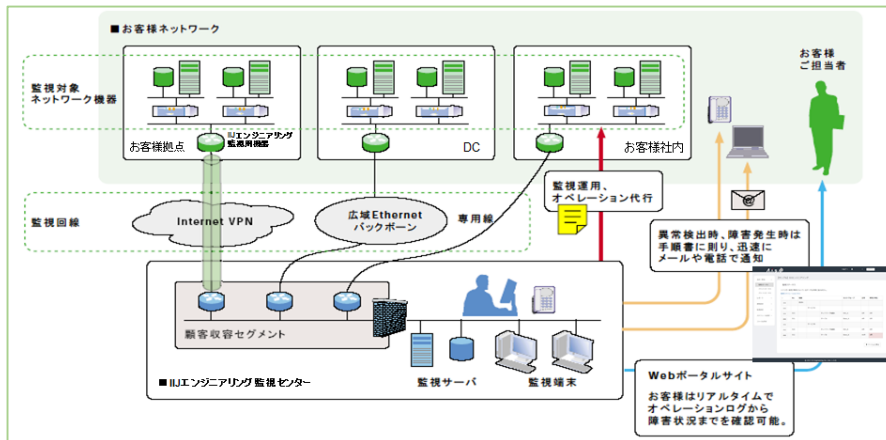 ■お客様ネットワーク
お客様
ご担当者
監視対象
ネットワーク機器
お客様拠点
IIJエンジニアリング
監視用機器
DC
お客様社内
監視回線
Internet VPN
広域Ethernet
バックボーン
専用線
監視運用、
オペレーション代行
異常検出時、障害発生時は
手順書に則り、迅速に
メールや電話で通知
顧客収容セグメント
■IIJエンジニアリング監視センター
監視サーバ
監視端末
Webポータルサイト
お客様はリアルタイムで
オペレーションログから
障害状況までを確認可能。